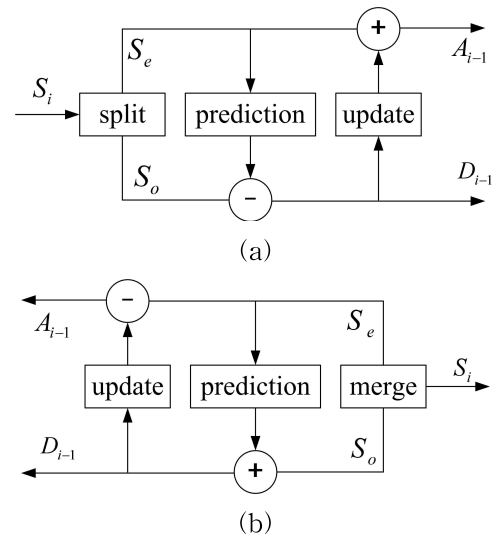 S_e + A_{i-1}
S_i split prediction update
S_o - D_{i-1}
(a)
- A_{i-1} S_e
update prediction merge S_i
D_{i-1} + S_o
(b)